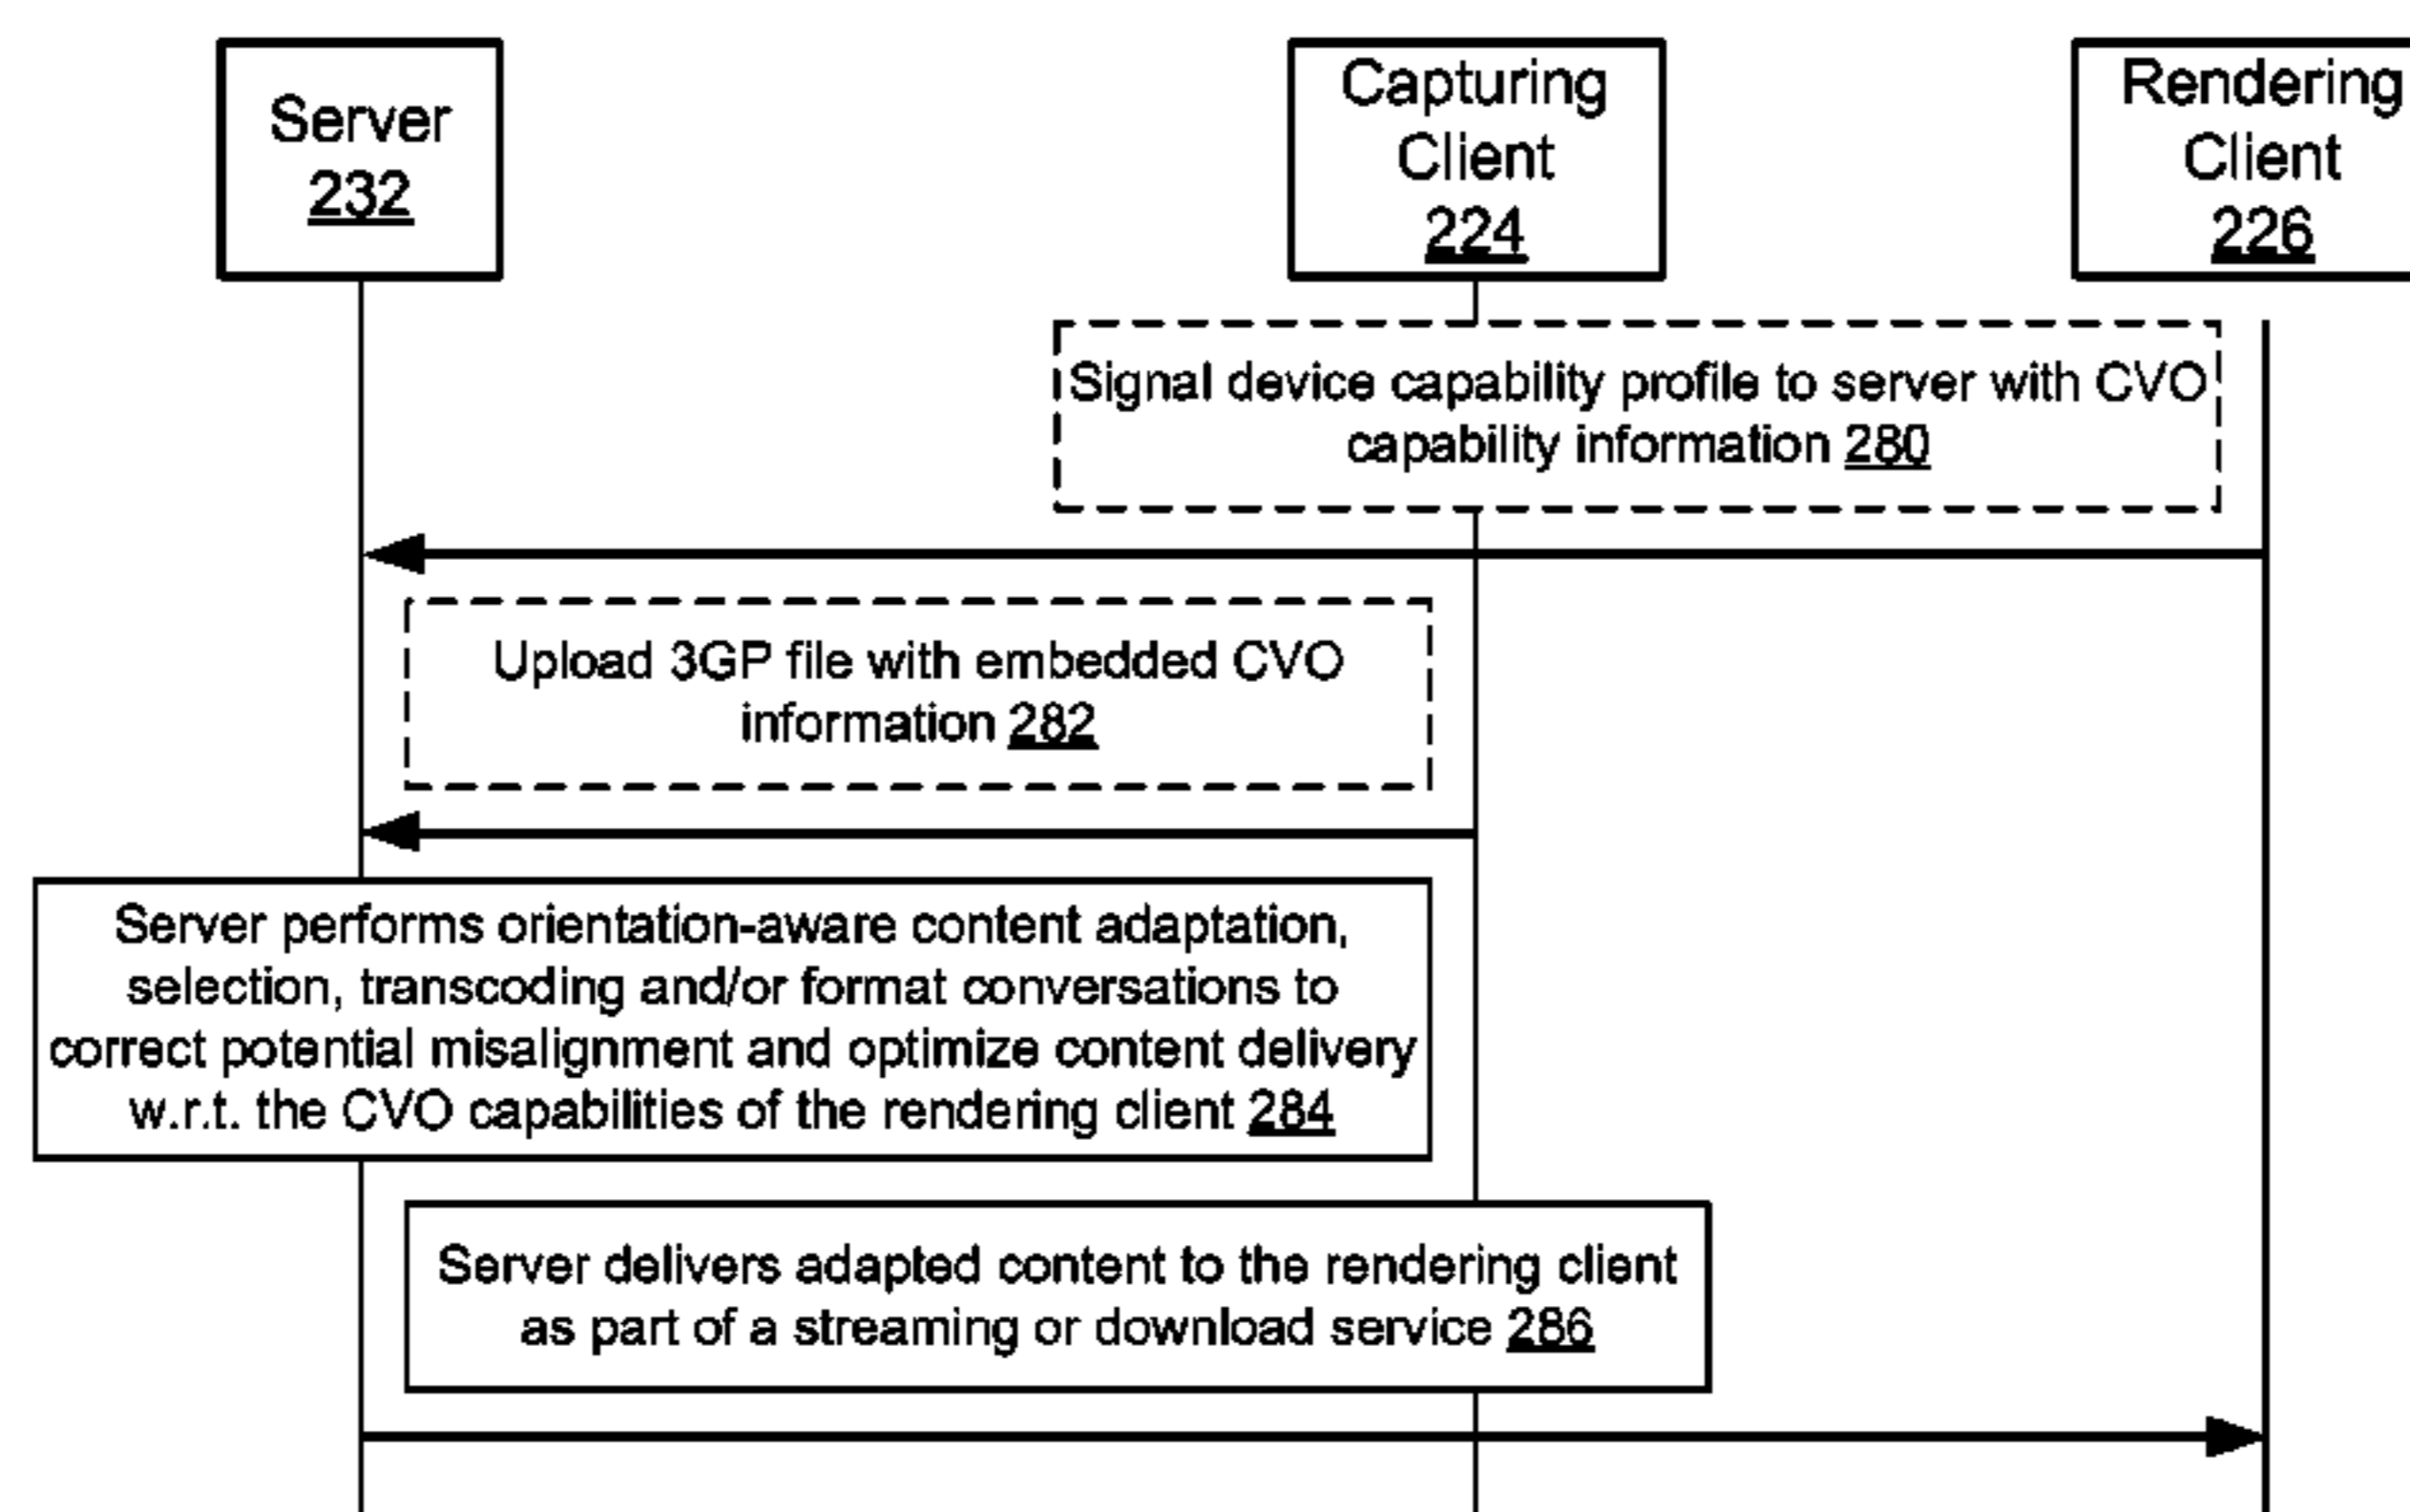 Server
232
Capturing
Client
224
Rendering
Client
226
Signal device capability profile to server with CVO
capability information 280
Upload 3GP file with embedded CVO
information 282
Server performs orientation-aware content adaptation,
selection, transcoding and/or format conversations to
correct potential misalignment and optimize content delivery
w.r.t. the CVO capabilities of the rendering client 284
Server delivers adapted content to the rendering client
as part of a streaming or download service 286